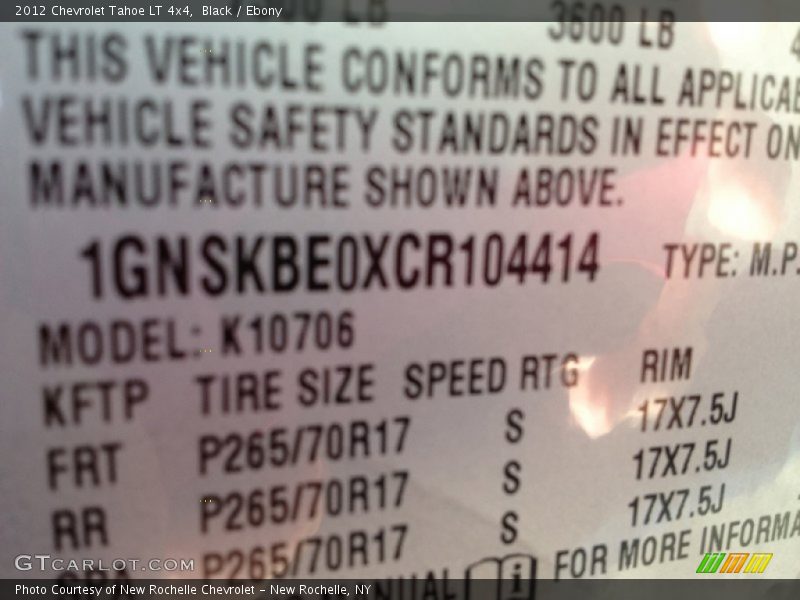 2012 Chevrolet Tahoe LT 4x4,  Black / Ebony
LB 3600 LB
THIS VEHICLE CONFORMS TO ALL APPLICAB
VEHICLE SAFETY STANDARDS IN EFFECT ON
MANUFACTURE SHOWN ABOVE.
1GNSKBE0XCR104414 TYPE: M.P.
MODEL: K10706
KFTP TIRE SIZE SPEED RTG RIM
FRT P265/70R17 S 17X7.5J
RR P265/70R17 S 17X7.5J
P265/70R17 S 17X7.5J
FOR MORE INFORMA
GTCARLOT.COM
Photo Courtesy of New Rochelle Chevrolet - New Rochelle, NY